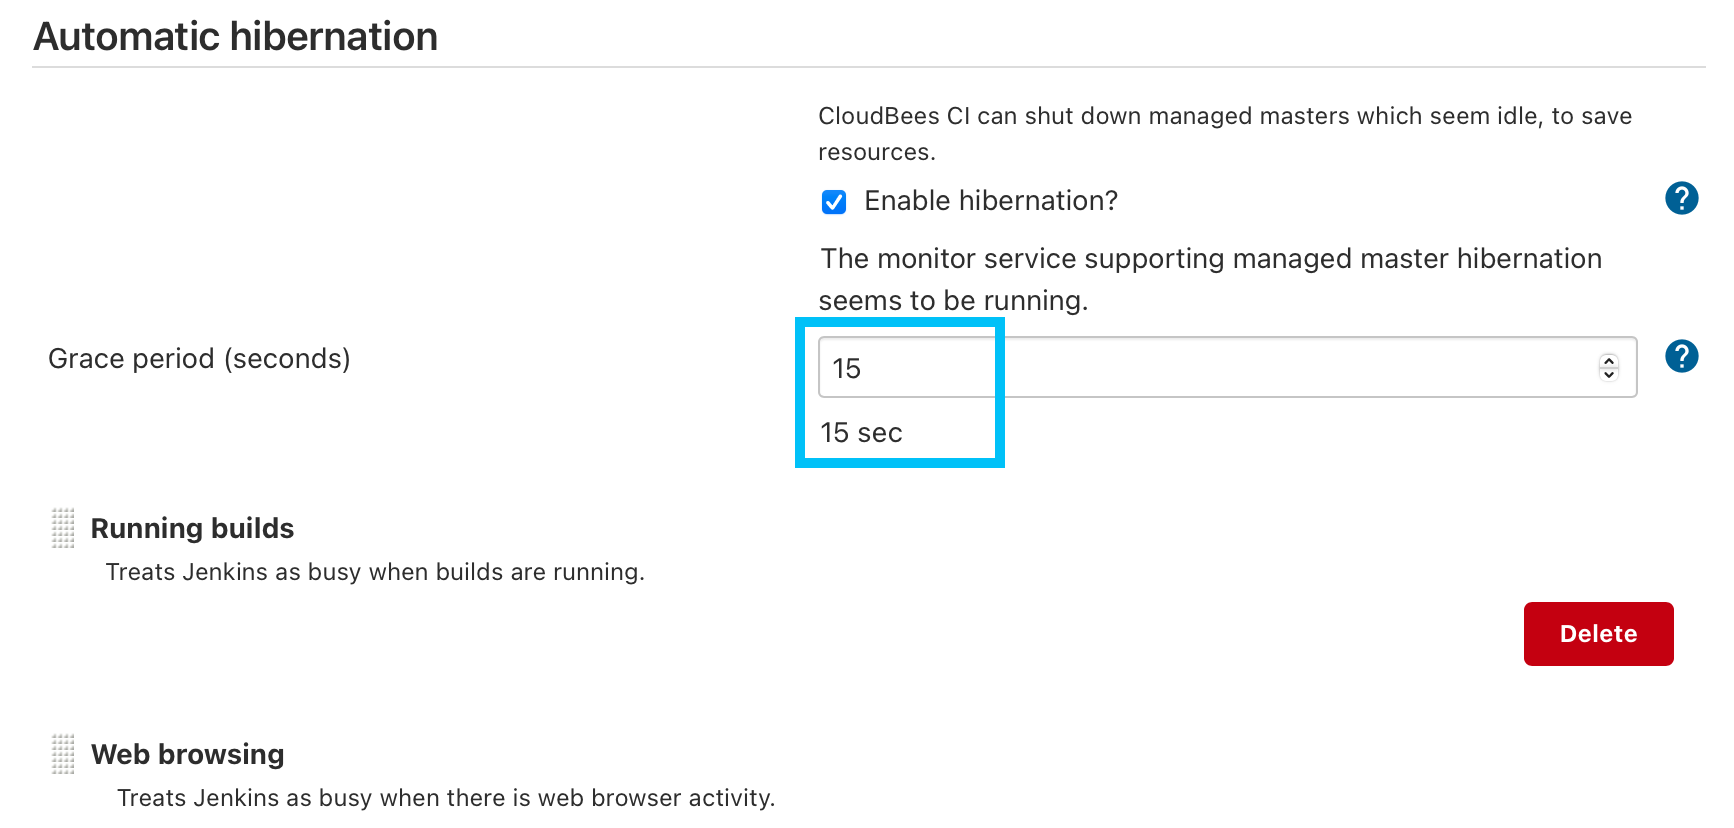 Automatic hibernation
CloudBees CI can shut down managed masters which seem idle, to save
resources.
Enable hibernation?
?
The monitor service supporting managed master hibernation
seems to be running.
Grace period (seconds)
15
?
15 sec
Running builds
Treats Jenkins as busy when builds are running.
Delete
Web browsing
Treats Jenkins as busy when there is web browser activity.